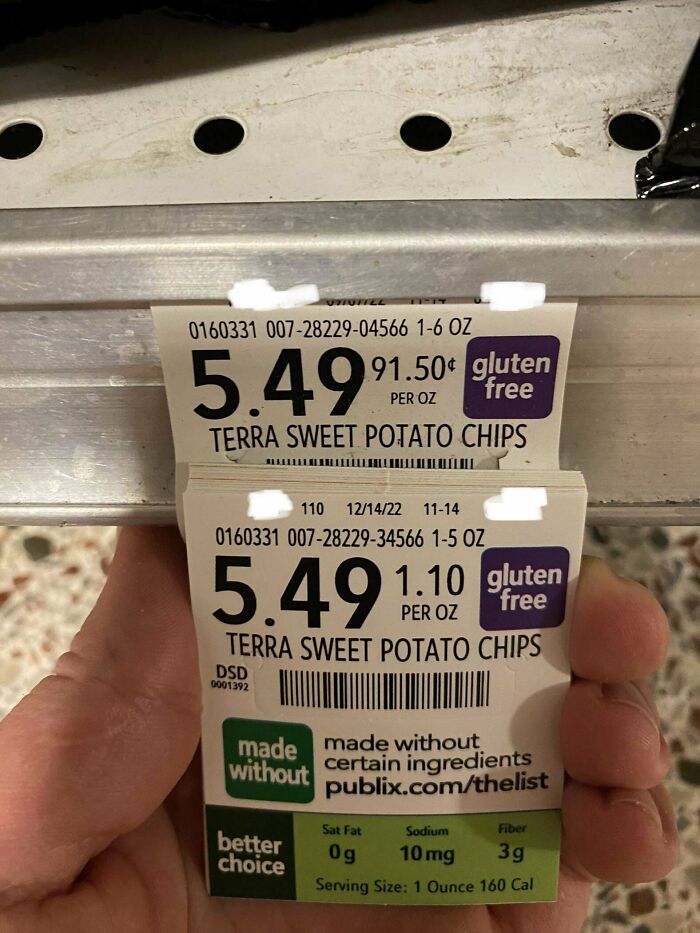 0160331 007-28229-04566 1-6 OZ
5.49 91.50¢ PER OZ
gluten free
TERRA SWEET POTATO CHIPS
110 12/14/22 11-14
0160331 007-28229-34566 1-5 OZ
5.49 1.10 PER OZ
gluten free
TERRA SWEET POTATO CHIPS
DSD
0001392
made without
made without
certain ingredients
publix.com/thelist
better choice
Sat Fat Sodium Fiber
0g 10mg 3g
Serving Size: 1 Ounce 160 Cal